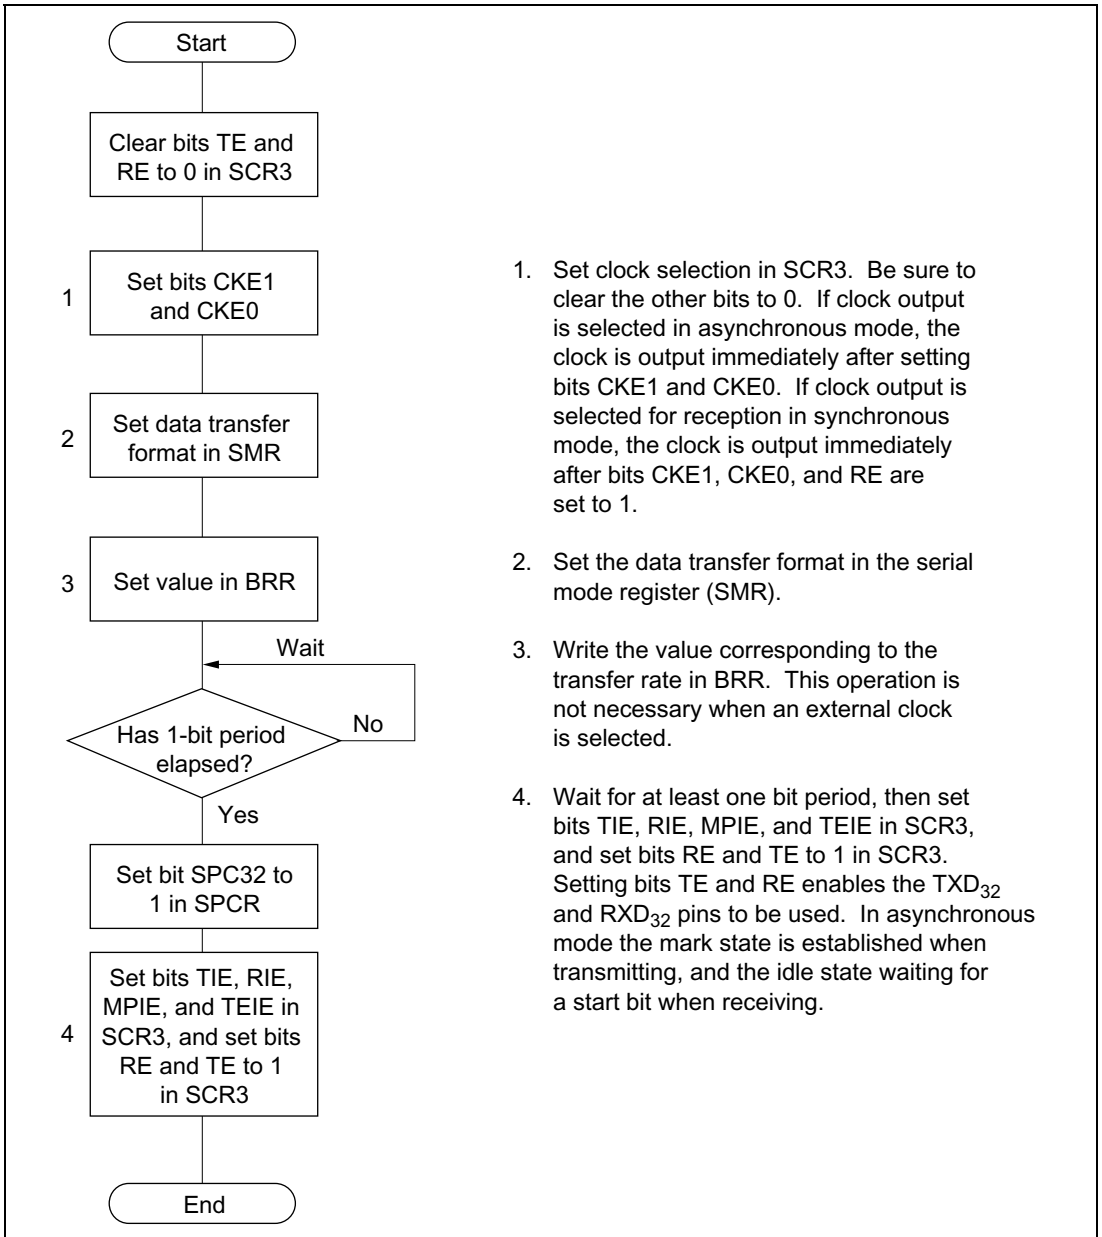 Start
Clear bits TE and
RE to 0 in SCR3
1
Set bits CKE1
and CKE0
2
Set data transfer
format in SMR
3
Set value in BRR
Wait
Has 1-bit period
elapsed?
No
Yes
Set bit SPC32 to
1 in SPCR
4
Set bits TIE, RIE,
MPIE, and TEIE in
SCR3, and set bits
RE and TE to 1
in SCR3
End
1. Set clock selection in SCR3. Be sure to
clear the other bits to 0. If clock output
is selected in asynchronous mode, the
clock is output immediately after setting
bits CKE1 and CKE0. If clock output is
selected for reception in synchronous
mode, the clock is output immediately
after bits CKE1, CKE0, and RE are
set to 1.
2. Set the data transfer format in the serial
mode register (SMR).
3. Write the value corresponding to the
transfer rate in BRR. This operation is
not necessary when an external clock
is selected.
4. Wait for at least one bit period, then set
bits TIE, RIE, MPIE, and TEIE in SCR3,
and set bits RE and TE to 1 in SCR3.
Setting bits TE and RE enables the TXD32
and RXD32 pins to be used. In asynchronous
mode the mark state is established when
transmitting, and the idle state waiting for
a start bit when receiving.